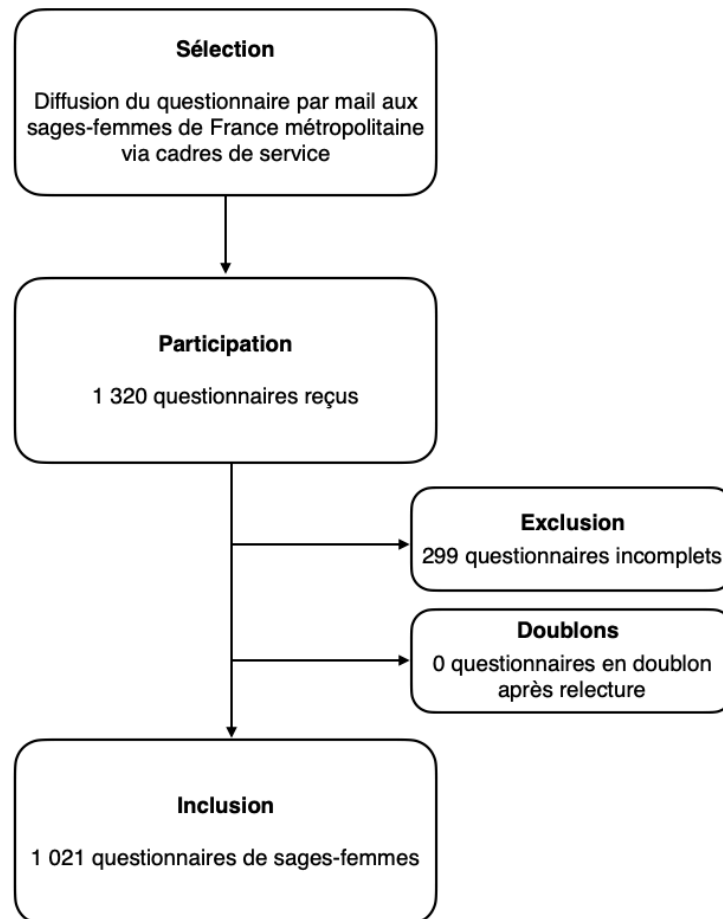 Sélection
Diffusion du questionnaire par mail aux
sages-femmes de France métropolitaine
via cadres de service
Participation
1 320 questionnaires reçus
Exclusion
299 questionnaires incomplets
Doublons
0 questionnaires en doublon
après relecture
Inclusion
1 021 questionnaires de sages-femmes